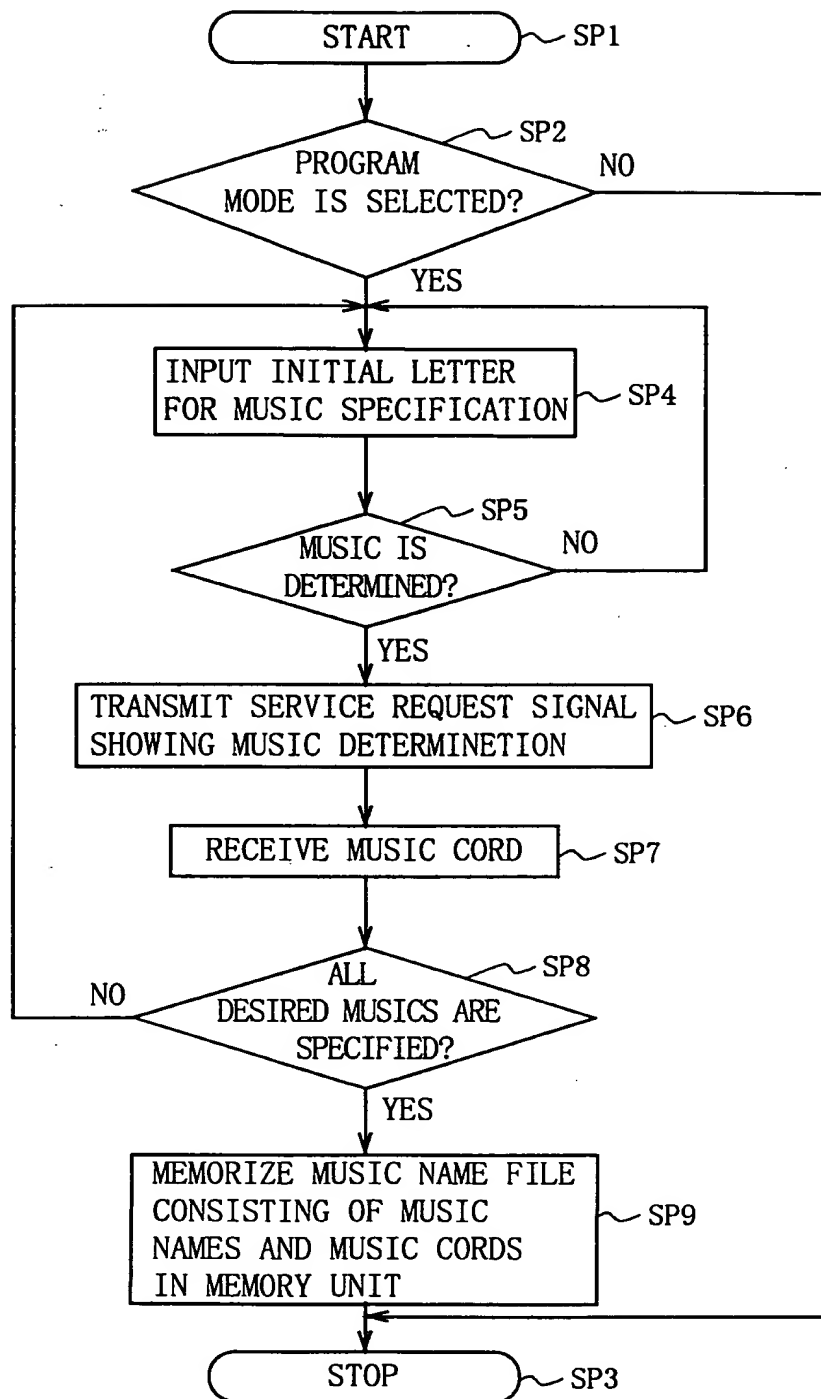 START
SP1
SP2
PROGRAM
MODE IS SELECTED?
NO
YES
INPUT INITIAL LETTER
FOR MUSIC SPECIFICATION
SP4
SP5
MUSIC IS
DETERMINED?
NO
YES
TRANSMIT SERVICE REQUEST SIGNAL
SHOWING MUSIC DETERMINETION
SP6
RECEIVE MUSIC CORD
SP7
SP8
ALL
DESIRED MUSICS ARE
SPECIFIED?
NO
YES
MEMORIZE MUSIC NAME FILE
CONSISTING OF MUSIC
NAMES AND MUSIC CORDS
IN MEMORY UNIT
SP9
STOP
SP3